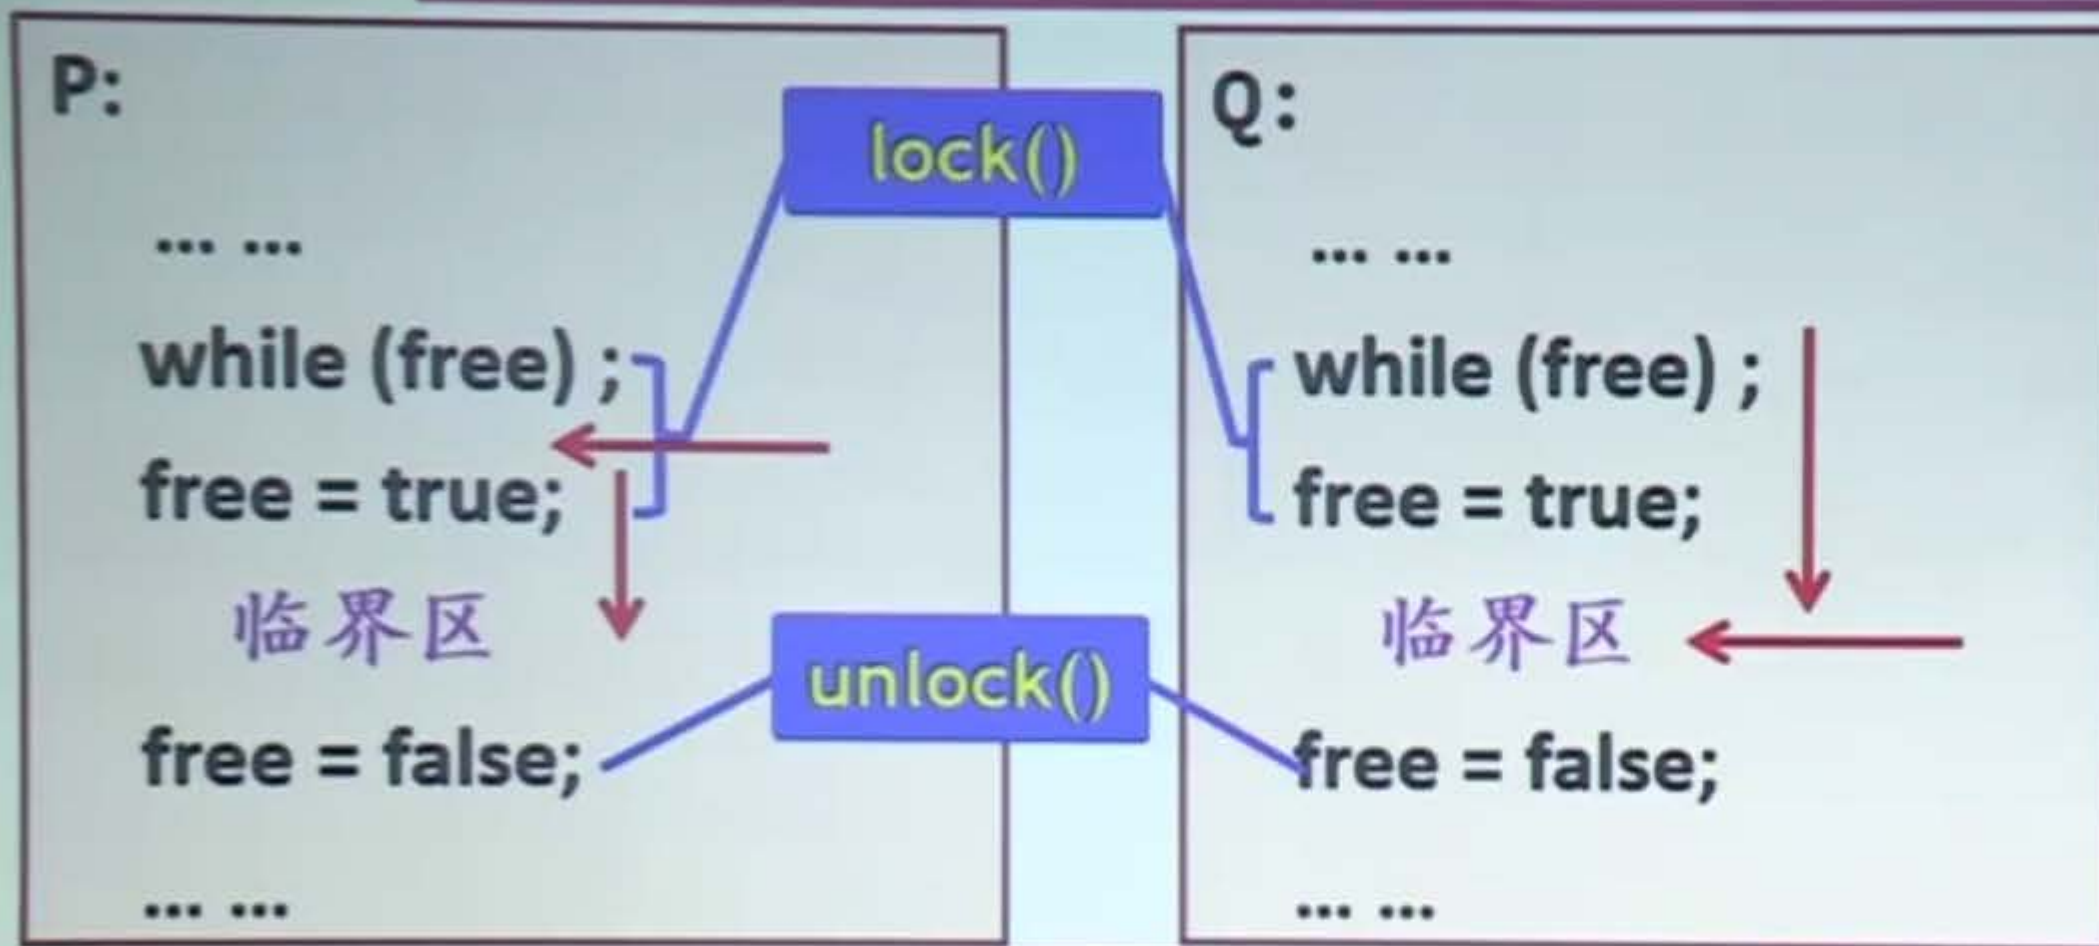 P:
... ...
while (free) ;
free = true;
临界区
free = false;
... ...
lock()
unlock()
Q:
... ...
while (free) ;
free = true;
临界区
free = false;
... ...